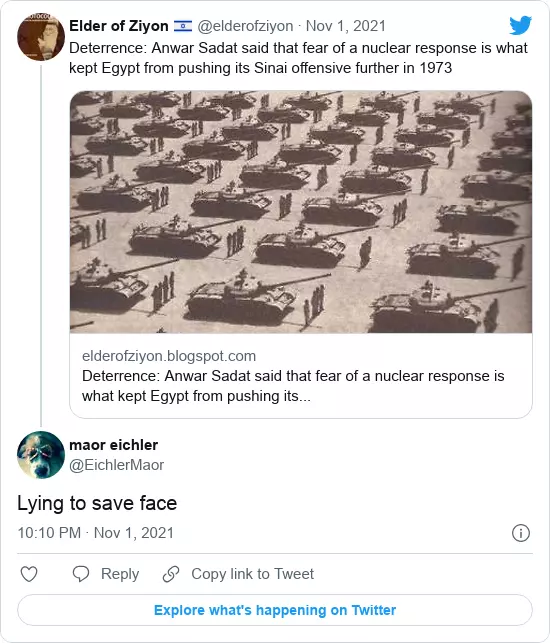 Elder of Ziyon 🇮🇱 @elderofziyon · Nov 1, 2021
Deterrence: Anwar Sadat said that fear of a nuclear response is what
kept Egypt from pushing its Sinai offensive further in 1973
elderofziyon.blogspot.com
Deterrence: Anwar Sadat said that fear of a nuclear response is
what kept Egypt from pushing its...
maor eichler
@EichlerMaor
Lying to save face
10:10 PM · Nov 1, 2021
Reply
Copy link to Tweet
Explore what's happening on Twitter